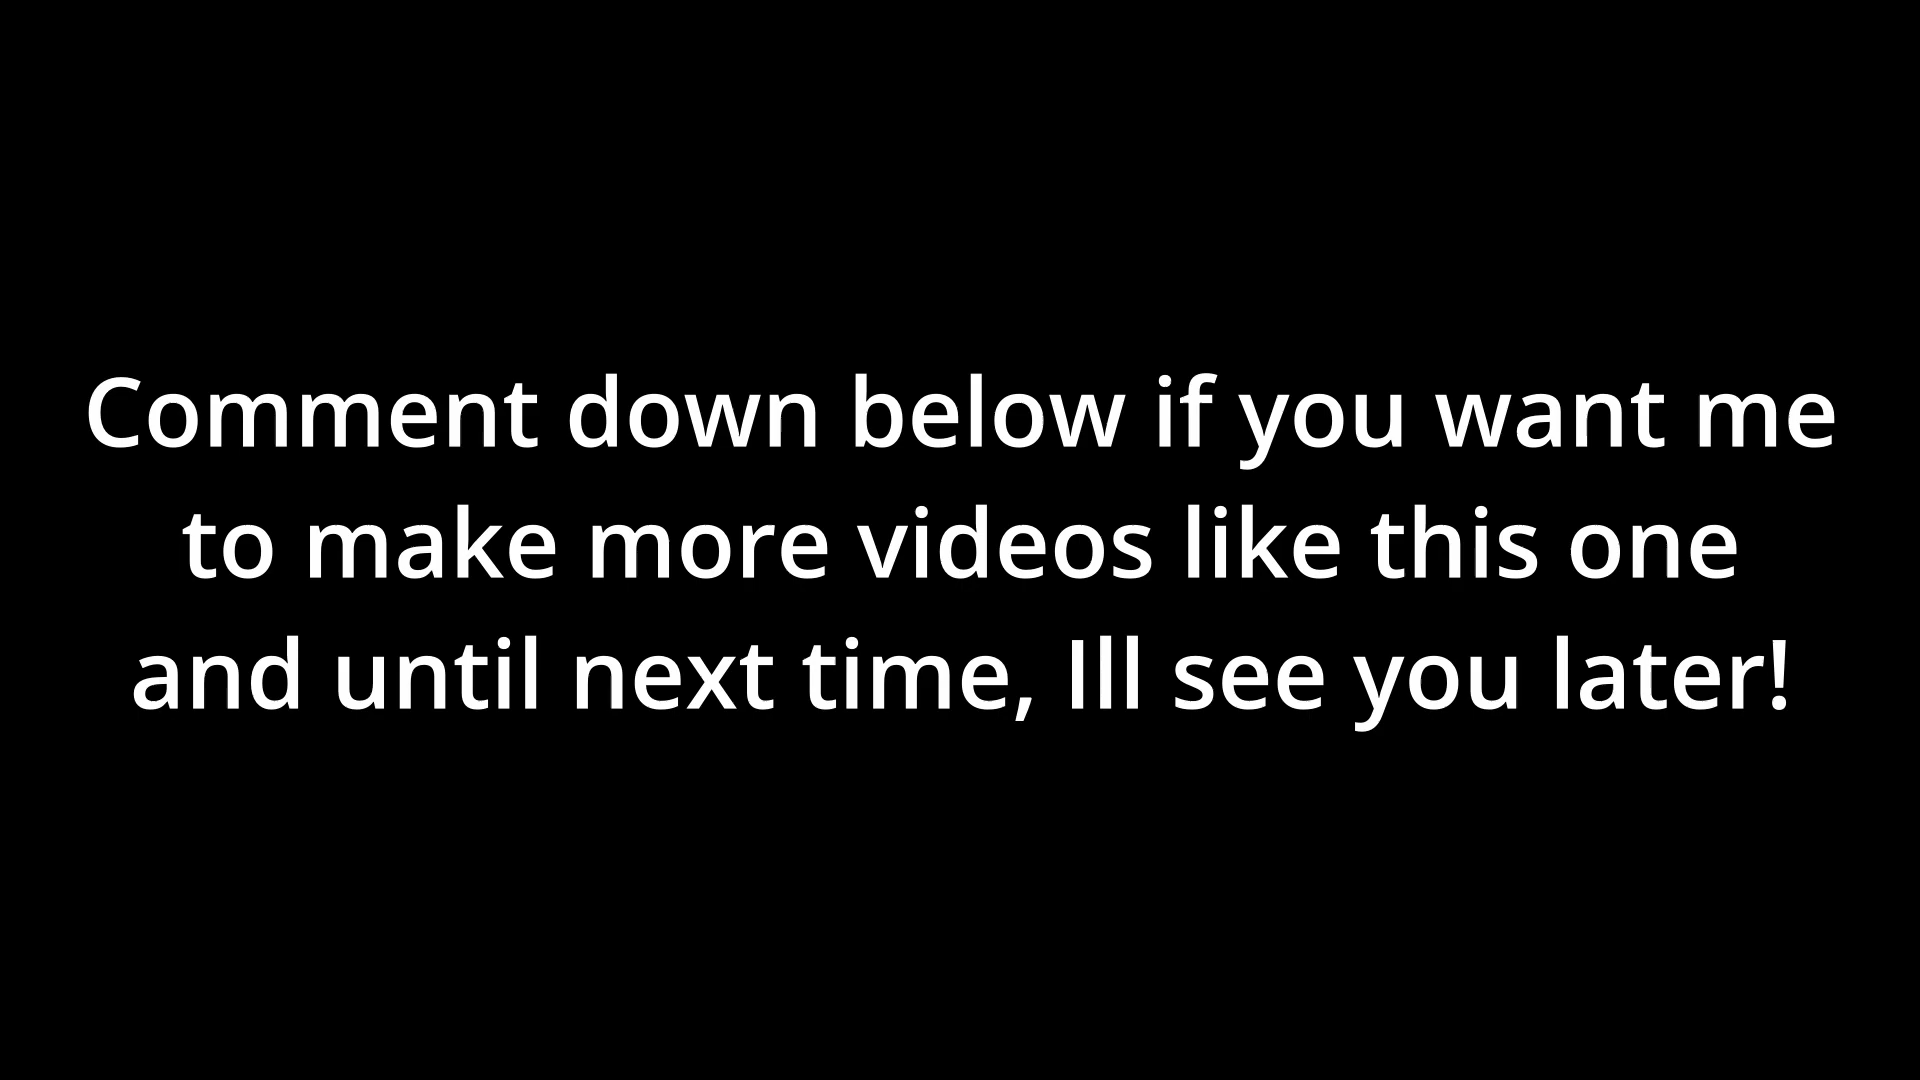 Comment down below if you want me
to make more videos like this one
and until next time, Ill see you later!